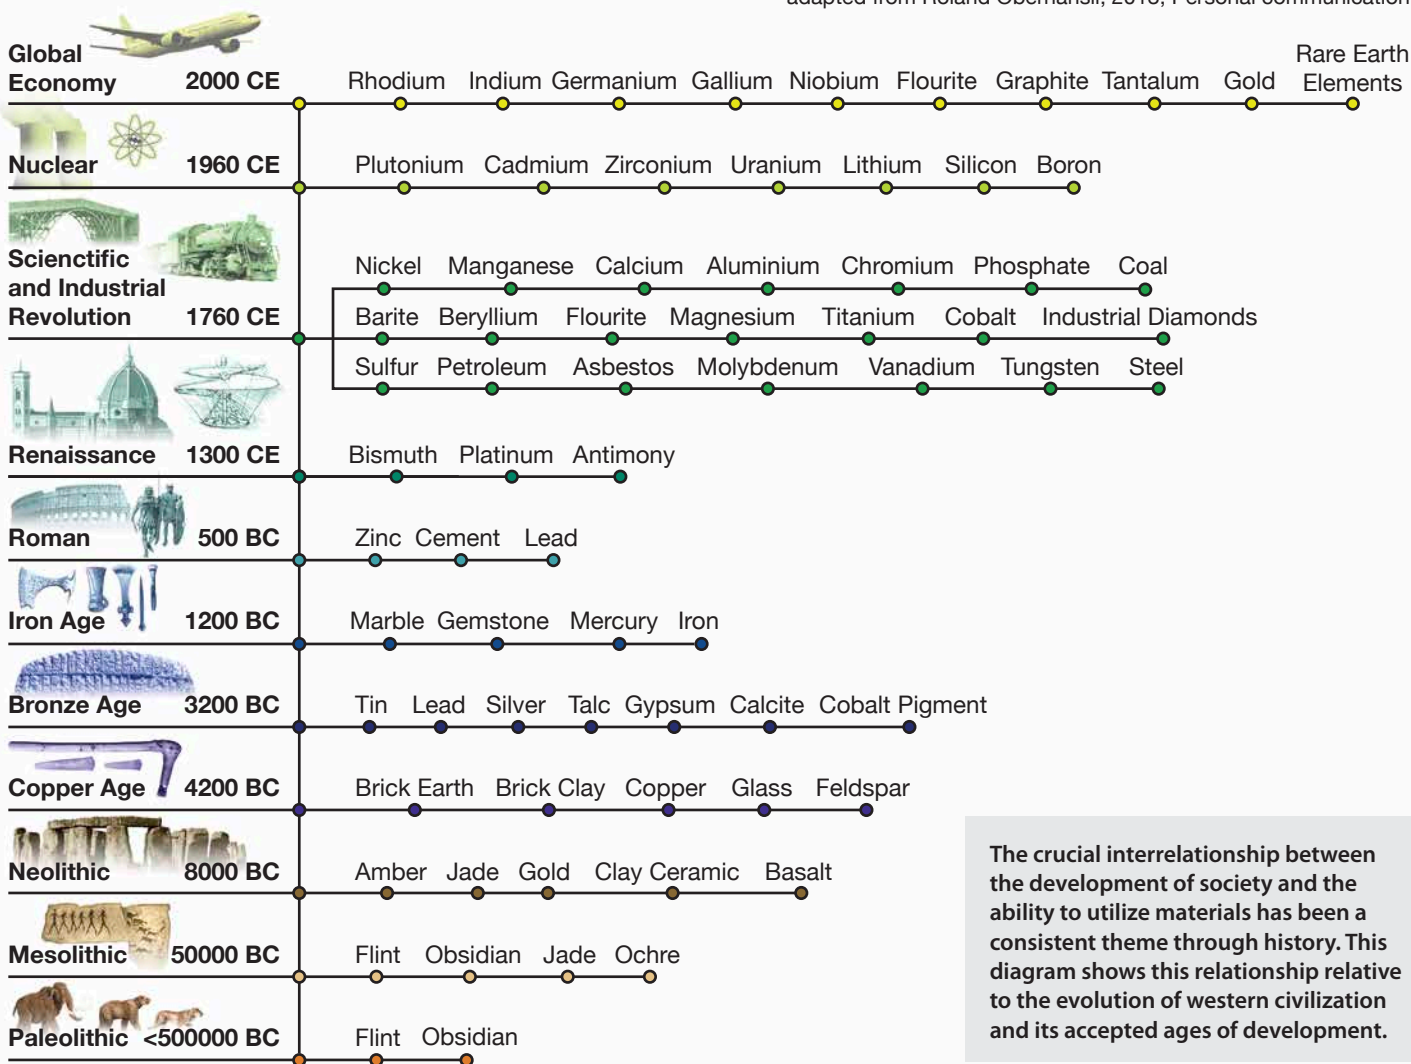 adapted from Roland Oberhänsli, 2018, Personal communication
Global
Economy 2000 CE
Rhodium Indium Germanium Gallium Niobium Flourite Graphite Tantalum Gold Rare Earth
Elements
Nuclear 1960 CE
Plutonium Cadmium Zirconium Uranium Lithium Silicon Boron
Scienctific
and Industrial
Revolution 1760 CE
Nickel Manganese Calcium Aluminium Chromium Phosphate Coal
Barite Beryllium Flourite Magnesium Titanium Cobalt Industrial Diamonds
Sulfur Petroleum Asbestos Molybdenum Vanadium Tungsten Steel
Renaissance 1300 CE
Bismuth Platinum Antimony
Roman 500 BC
Zinc Cement Lead
Iron Age 1200 BC
Marble Gemstone Mercury Iron
Bronze Age 3200 BC
Tin Lead Silver Talc Gypsum Calcite Cobalt Pigment
Copper Age 4200 BC
Brick Earth Brick Clay Copper Glass Feldspar
Neolithic 8000 BC
Amber Jade Gold Clay Ceramic Basalt
Mesolithic 50000 BC
Flint Obsidian Jade Ochre
Paleolithic <500000 BC
Flint Obsidian
The crucial interrelationship between
the development of society and the
ability to utilize materials has been a
consistent theme through history. This
diagram shows this relationship relative
to the evolution of western civilization
and its accepted ages of development.